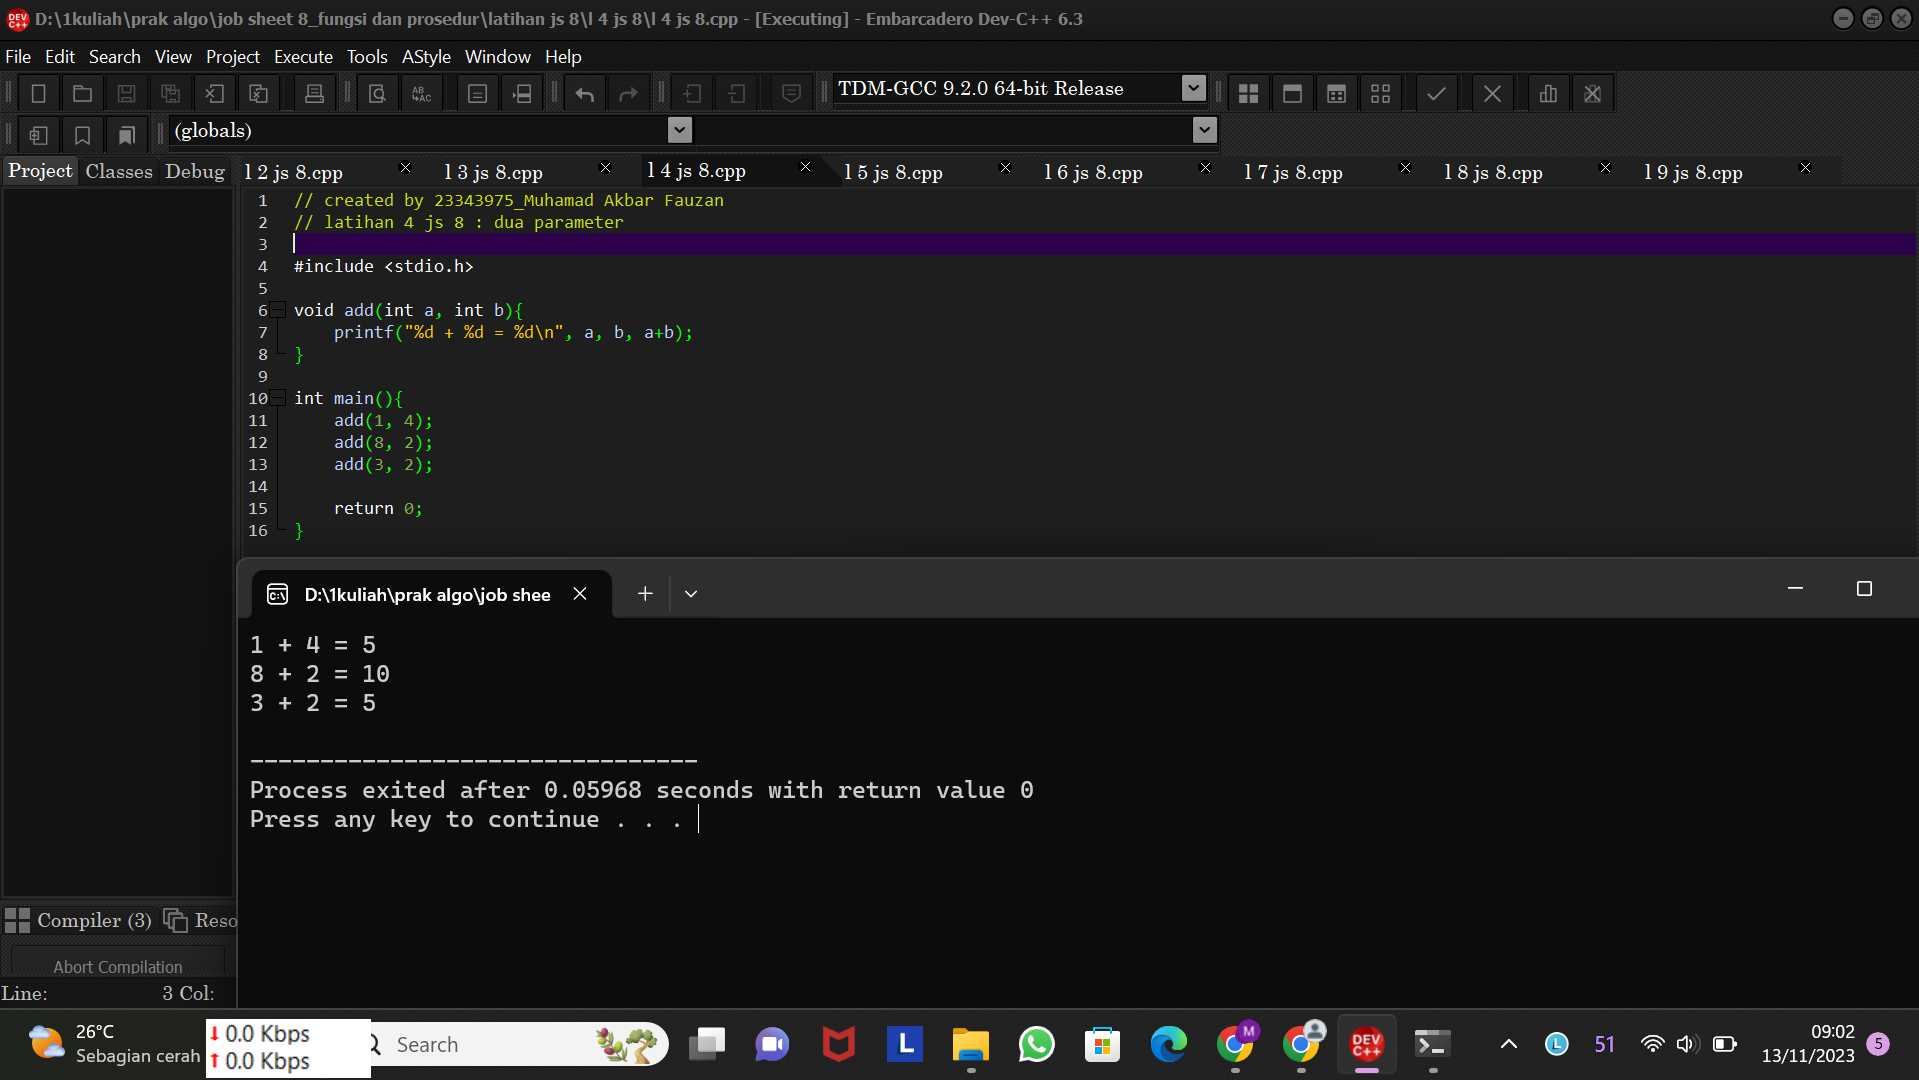 D:\1kuliah\prak algo\job sheet 8_fungsi dan prosedur\latihan js 8\l 4 js 8\l 4 js 8.cpp - [Executing] - Embarcadero Dev-C++ 6.3
File Edit Search View Project Execute Tools AStyle Window Help
TDM-GCC 9.2.0 64-bit Release
(globals)
Project Classes Debug
l 2 js 8.cpp l 3 js 8.cpp l 4 js 8.cpp l 5 js 8.cpp l 6 js 8.cpp l 7 js 8.cpp l 8 js 8.cpp l 9 js 8.cpp
1 // created by 23343975_Muhamad Akbar Fauzan
2 // latihan 4 js 8 : dua parameter
3
4 #include <stdio.h>
5
6 void add(int a, int b){
7 printf("%d + %d = %d\n", a, b, a+b);
8 }
9
10 int main(){
11 add(1, 4);
12 add(8, 2);
13 add(3, 2);
14
15 return 0;
16 }
D:\1kuliah\prak algo\job shee
1 + 4 = 5
8 + 2 = 10
3 + 2 = 5
--------------------------------
Process exited after 0.05968 seconds with return value 0
Press any key to continue . . .
Compiler (3) Reso
Abort Compilation
Line: 3 Col:
26°C
Sebagian cerah
0.0 Kbps
0.0 Kbps
Search
L
M
DEV C++
L
51
09:02
13/11/2023
5